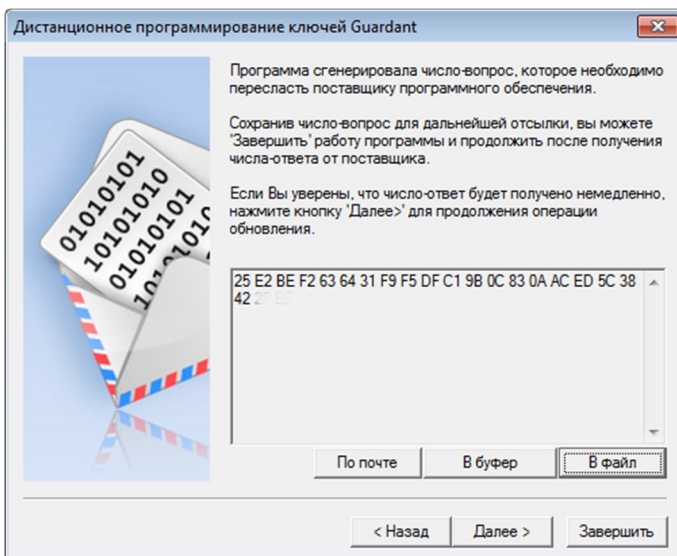 Дистанционное программирование ключей Guardant
Программа сгенерировала число-вопрос, которое необходимо
переслать поставщику программного обеспечения.
Сохранив число-вопрос для дальнейшей отсылки, вы можете
'Завершить' работу программы и продолжить после получения
числа-ответа от поставщика.
Если Вы уверены, что число-ответ будет получено немедленно,
нажмите кнопку 'Далее>' для продолжения операции
обновления.
01010101
10101010
01010101
25 E2 BE F2 63 64 31 F9 F5 DF C1 9B 0C 83 0A AC ED 5C 38
42
По почте
В буфер
В файл
< Назад
Далее >
Завершить